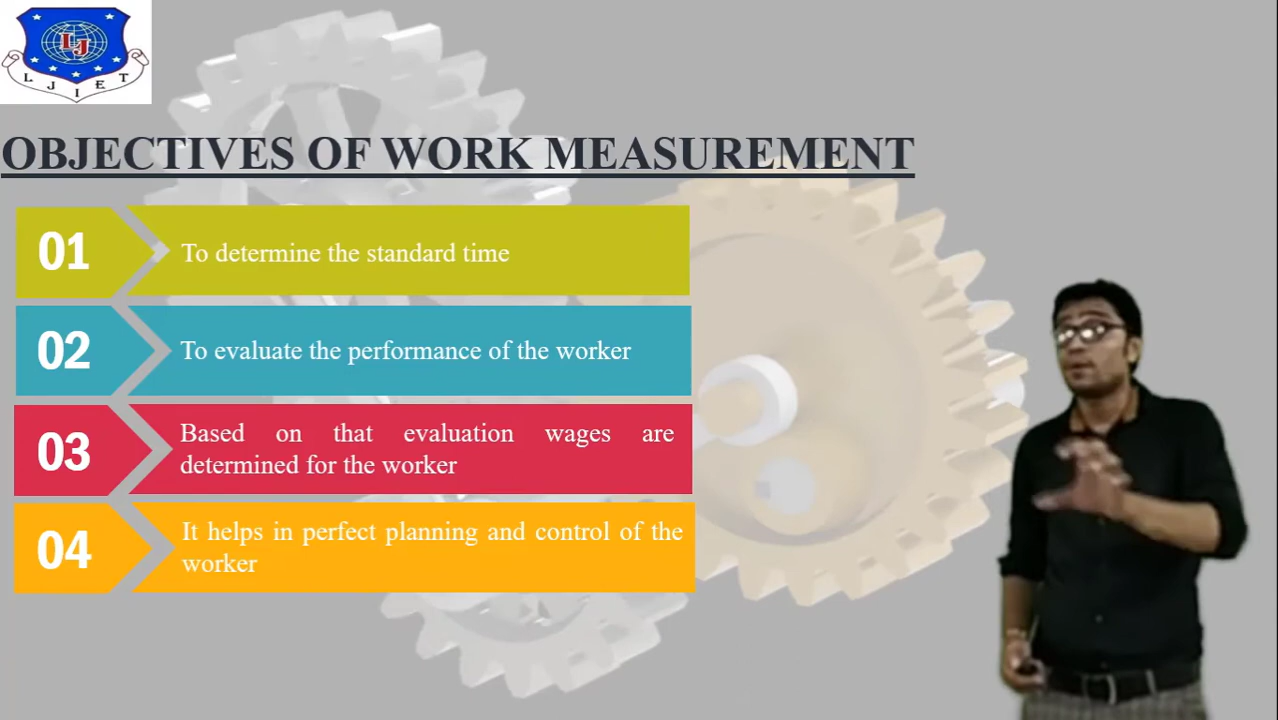 LJ
LJIET
OBJECTIVES OF WORK MEASUREMENT
01
To determine the standard time
02
To evaluate the performance of the worker
03
Based on that evaluation wages are
determined for the worker
04
It helps in perfect planning and control of the
worker